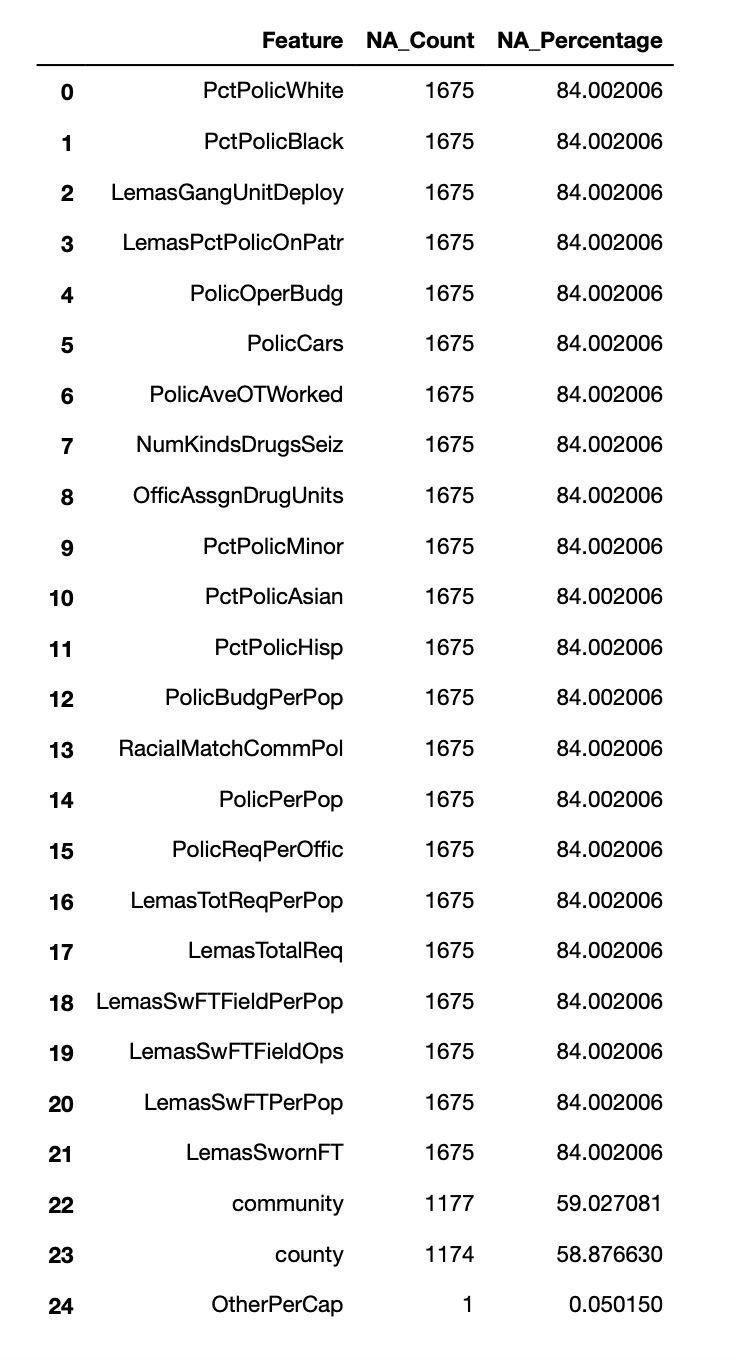 Feature NA_Count NA_Percentage
0 PctPolicWhite 1675 84.002006
1 PctPolicBlack 1675 84.002006
2 LemasGangUnitDeploy 1675 84.002006
3 LemasPctPolicOnPatr 1675 84.002006
4 PolicOperBudg 1675 84.002006
5 PolicCars 1675 84.002006
6 PolicAveOTWorked 1675 84.002006
7 NumKindsDrugsSeiz 1675 84.002006
8 OfficAssgnDrugUnits 1675 84.002006
9 PctPolicMinor 1675 84.002006
10 PctPolicAsian 1675 84.002006
11 PctPolicHisp 1675 84.002006
12 PolicBudgPerPop 1675 84.002006
13 RacialMatchCommPol 1675 84.002006
14 PolicPerPop 1675 84.002006
15 PolicReqPerOffic 1675 84.002006
16 LemasTotReqPerPop 1675 84.002006
17 LemasTotalReq 1675 84.002006
18 LemasSwFTFieldPerPop 1675 84.002006
19 LemasSwFTFieldOps 1675 84.002006
20 LemasSwFTPerPop 1675 84.002006
21 LemasSwornFT 1675 84.002006
22 community 1177 59.027081
23 county 1174 58.876630
24 OtherPerCap 1 0.050150